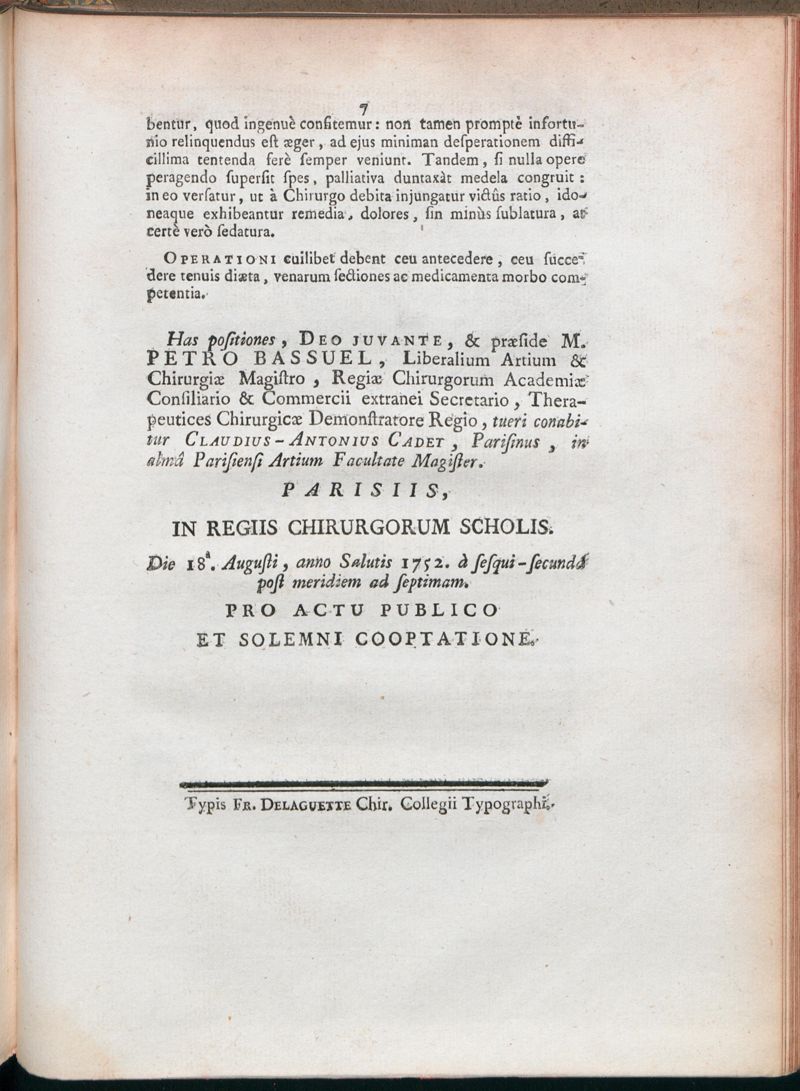 7
bentur, quod ingenuè confitemur: non tamen promptè infortu-
nio relinquendus eſt æger, ad ejus miniman deſperationem diffi-
cillima tentenda ferè ſemper veniunt. Tandem, ſi nulla opere
peragendo ſuperſit ſpes, palliativa duntaxàt medela congruit:
in eo verſatur, ut à Chirurgo debita injungatur victûs ratio, ido-
neaque exhibeantur remedia, dolores, ſin minùs ſublatura, at
certè verò ſedatura.
OPERATIONI cuilibet debent ceu antecedere, ceu ſucce-
dere tenuis diæta, venarum ſectiones ac medicamenta morbo com-
petentia.
Has poſitiones, DEO JUVANTE, & præſide M.
PETRO BASSUEL, Liberalium Artium &
Chirurgiæ Magiſtro, Regiæ Chirurgorum Academiæ
Conſiliario & Commercii extranei Secretario, Thera-
peutices Chirurgicæ Demonſtratore Regio, tueri conabi-
tur CLAUDIUS-ANTONIUS CADET, Pariſinus, in
almâ Pariſienſi Artium Facultate Magiſter.
PARISIIS,
IN REGIIS CHIRURGORUM SCHOLIS.
Die 18ª. Auguſti, anno Salutis 1752. à ſeſqui-ſecundâ
poſt meridiem ad ſeptimam.
PRO ACTU PUBLICO
ET SOLEMNI COOPTATIONE.
Typis FR. DELAGUETTE Chir. Collegii Typographi.